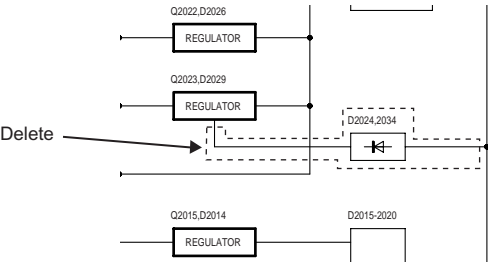 Q2022,D2026
REGULATOR
Q2023,D2029
REGULATOR
D2024,2034
Delete
Q2015,D2014
D2015-2020
REGULATOR